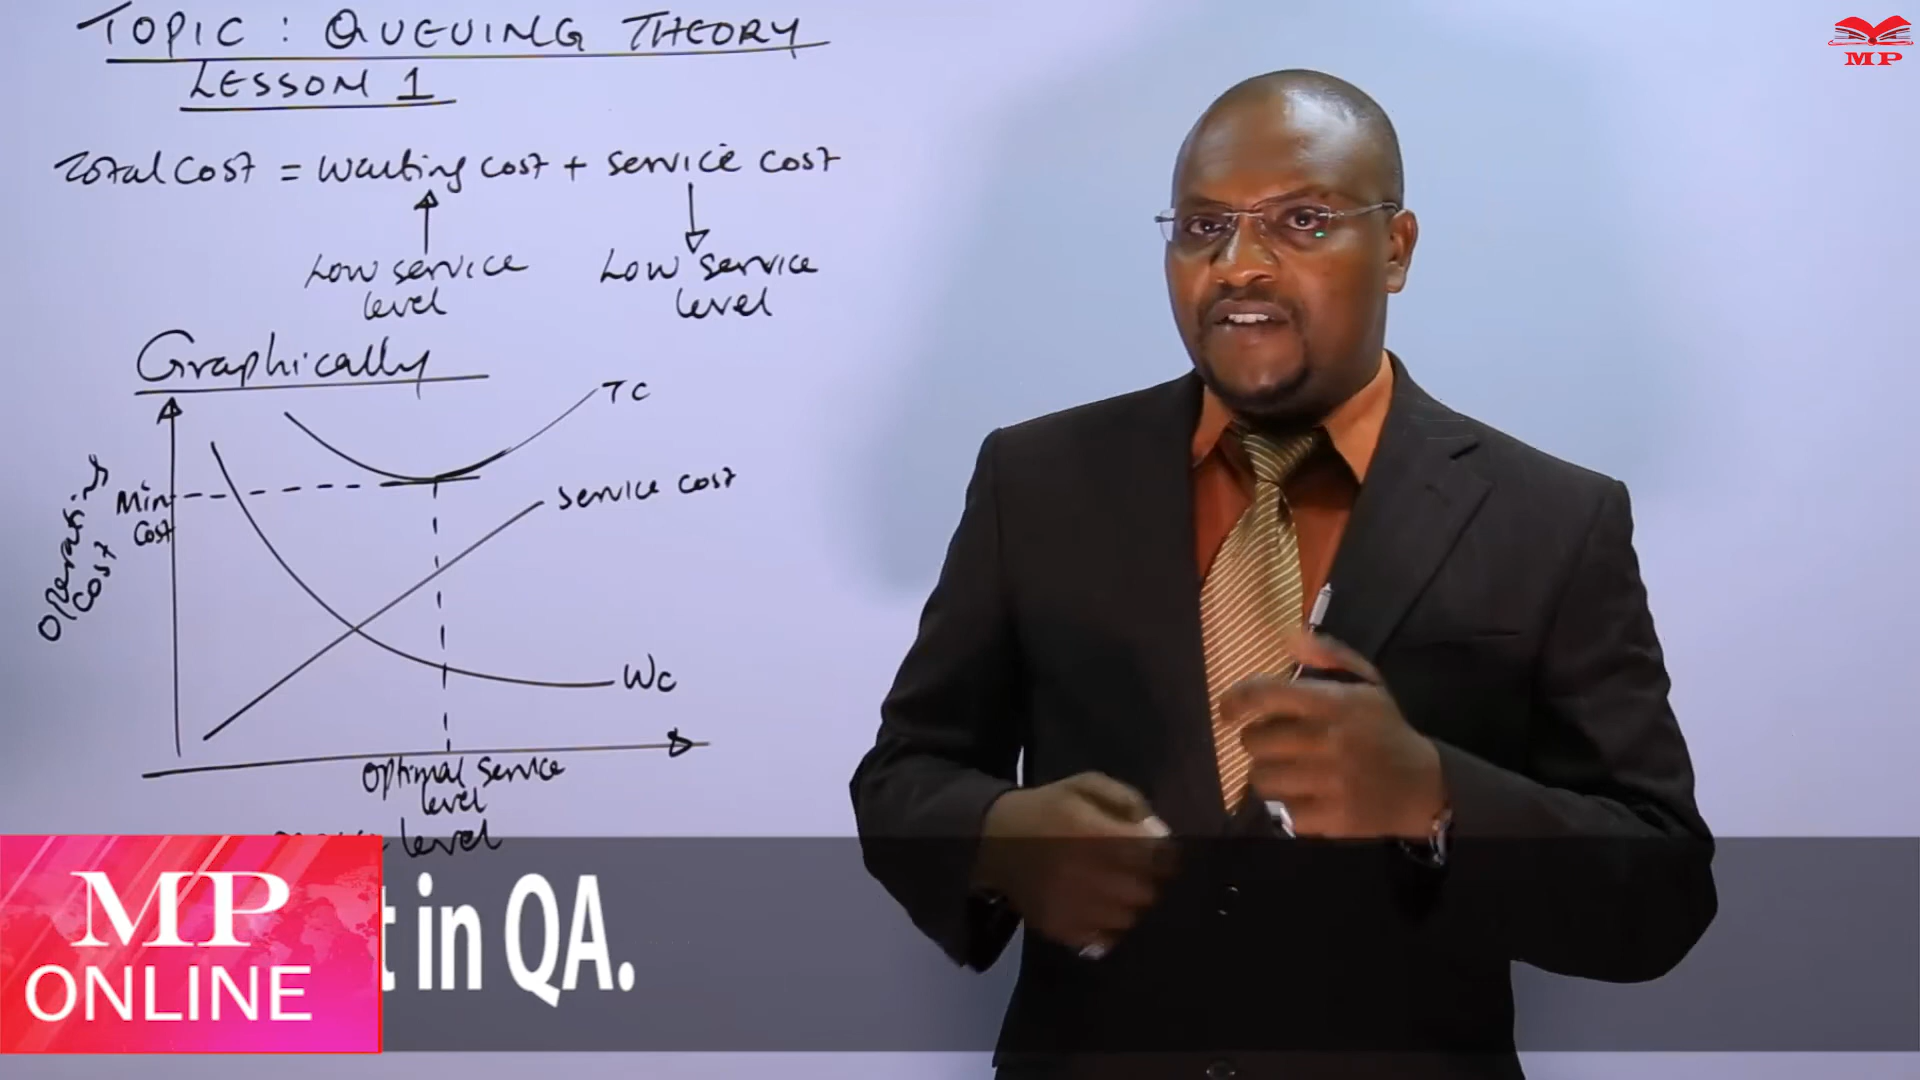 TOPIC : QUEUING THEORY
LESSON 1
Total Cost = Waiting cost + service cost
Low service level
Low service level
Graphically
TC
Min Cost
Operating Cost
service cost
Wc
Optimal service level
level
t in QA.
MP
ONLINE
MP